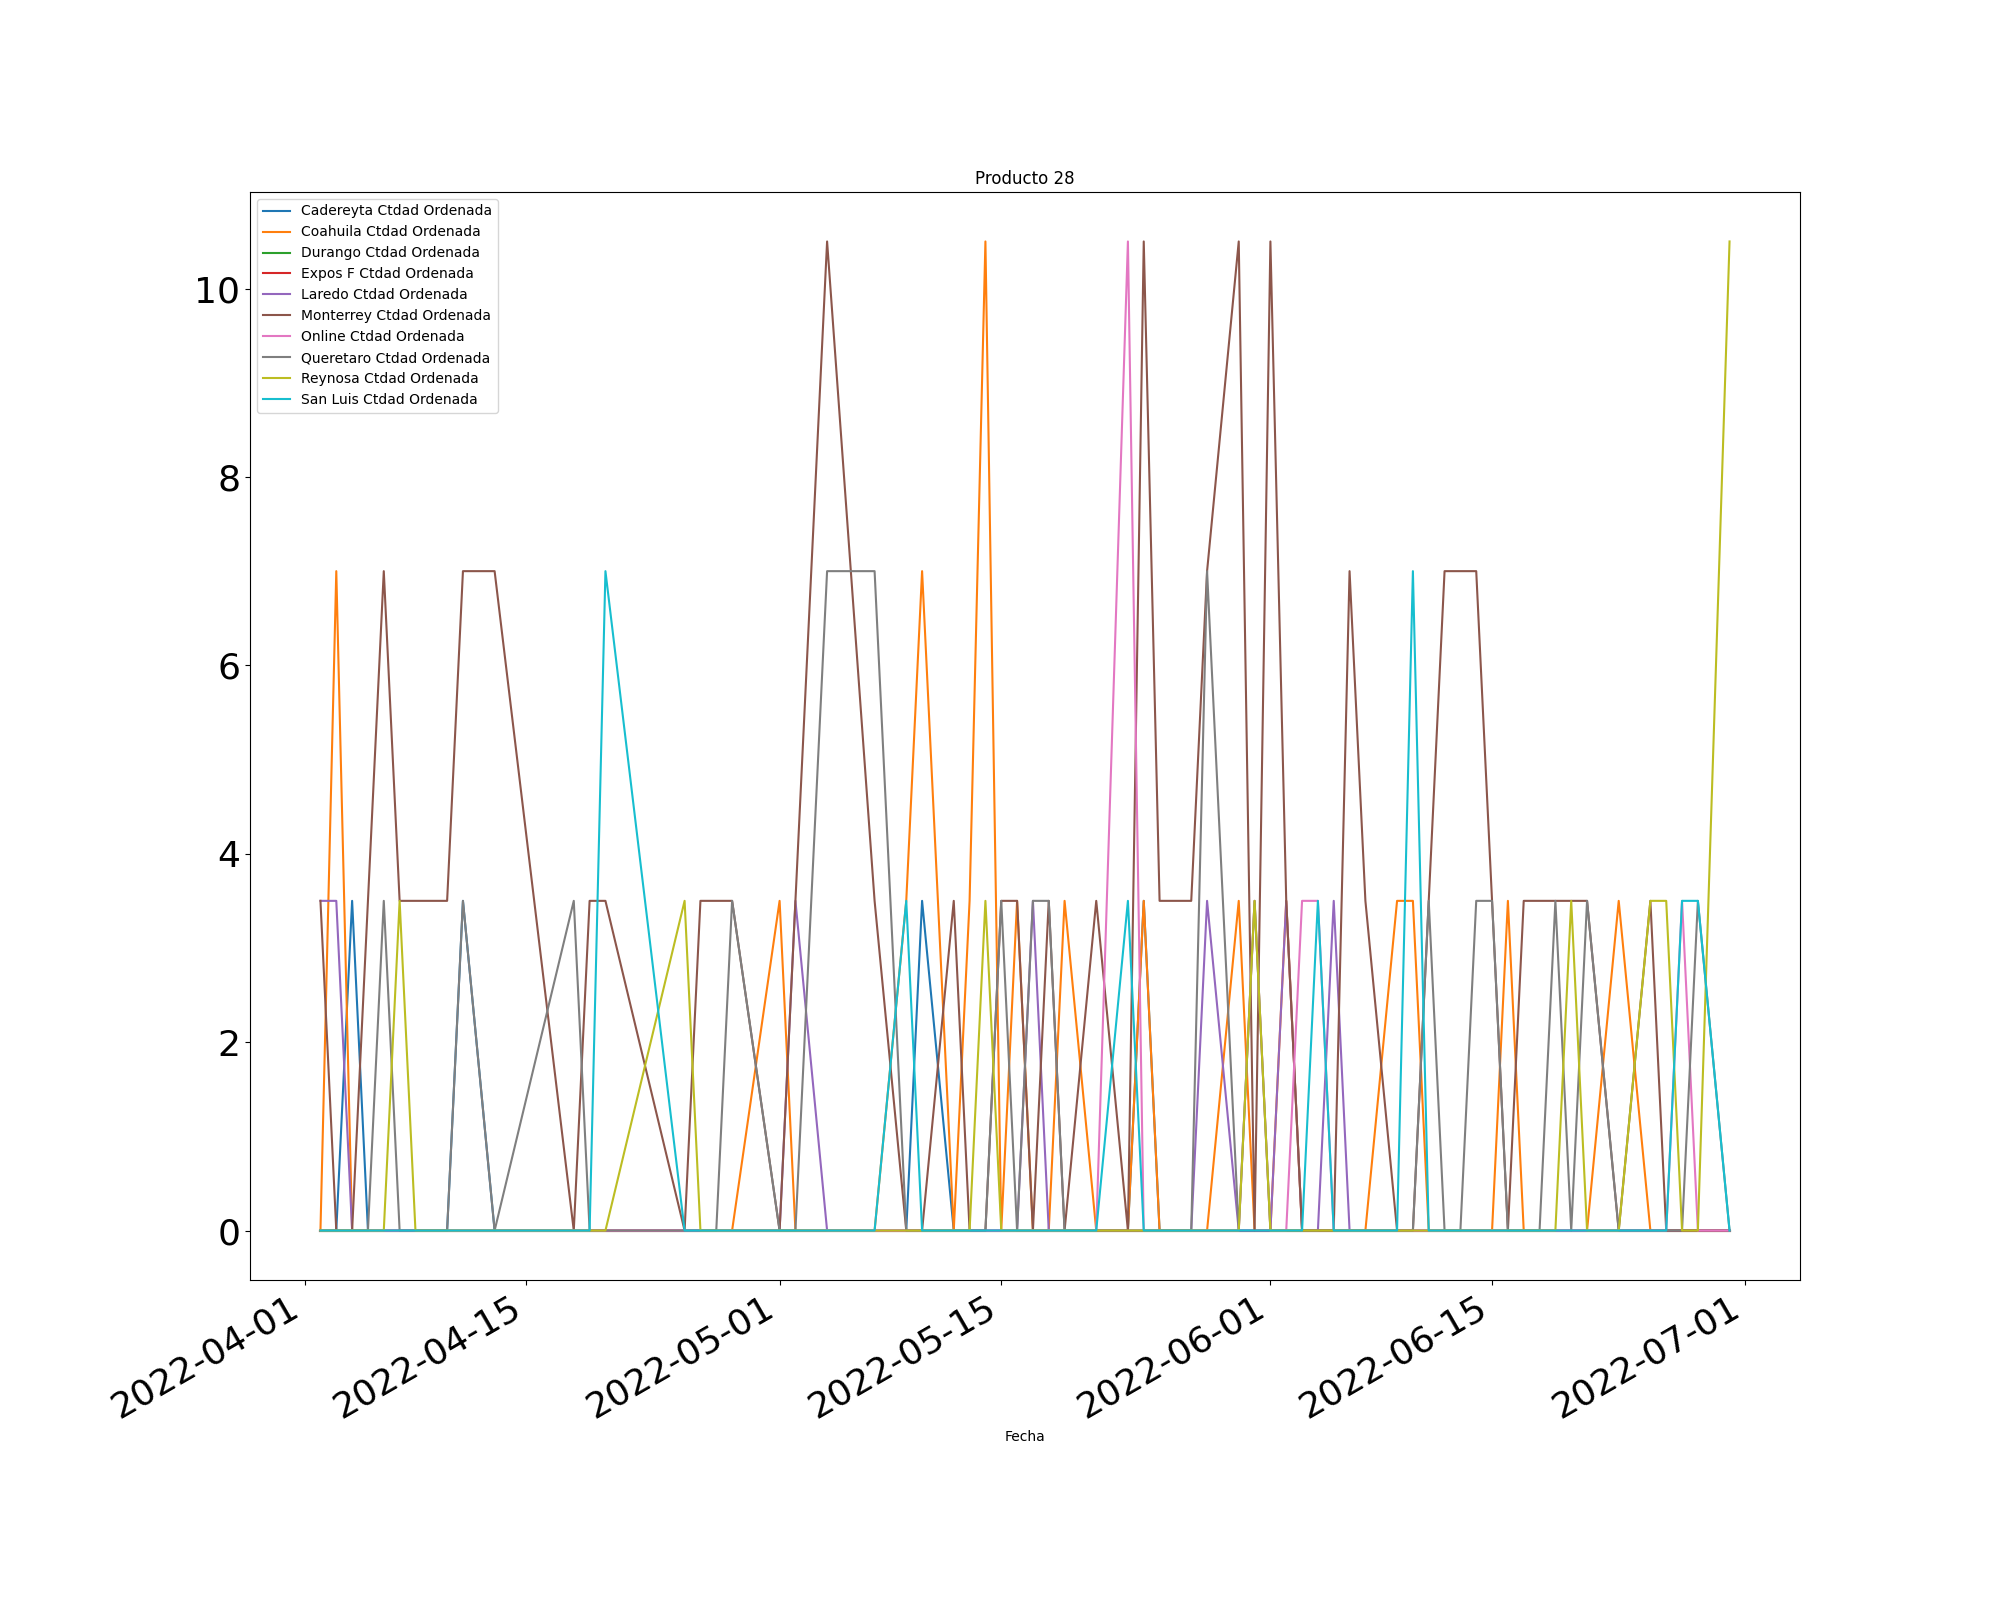 Producto 28
Cadereyta Ctdad Ordenada
Coahuila Ctdad Ordenada
Durango Ctdad Ordenada
Expos F Ctdad Ordenada
Laredo Ctdad Ordenada
Monterrey Ctdad Ordenada
Online Ctdad Ordenada
Queretaro Ctdad Ordenada
Reynosa Ctdad Ordenada
San Luis Ctdad Ordenada
10
8
6
4
2
0
2022-04-01
2022-04-15
2022-05-01
2022-05-15
2022-06-01
2022-06-15
2022-07-01
Fecha